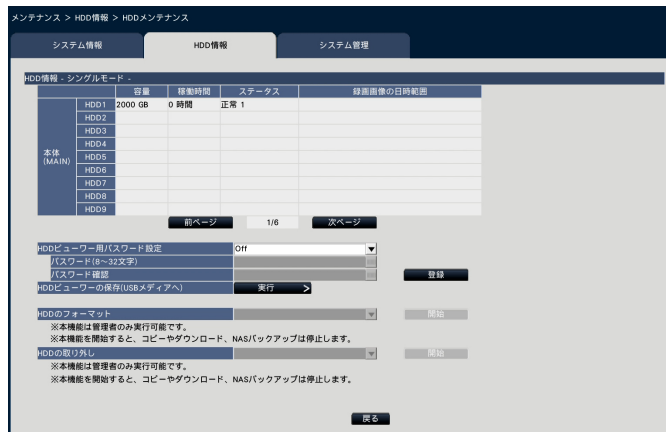 メンテナンス > HDD情報 > HDDメンテナンス
システム情報 HDD情報 システム管理
HDD情報 - シングルモード -
容量 稼働時間 ステータス 録画画像の日時範囲
本体
(MAIN)
HDD1 2000 GB 0 時間 正常 1
HDD2
HDD3
HDD4
HDD5
HDD6
HDD7
HDD8
HDD9
前ページ 1/6 次ページ
HDDビューワー用パスワード設定 Off
パスワード(8～32文字)
パスワード確認 登録
HDDビューワーの保存(USBメディアへ) 実行 >
HDDのフォーマット 開始
※本機能は管理者のみ実行可能です。
※本機能を開始すると、コピーやダウンロード、NASバックアップは停止します。
HDDの取り外し 開始
※本機能は管理者のみ実行可能です。
※本機能を開始すると、コピーやダウンロード、NASバックアップは停止します。
戻る